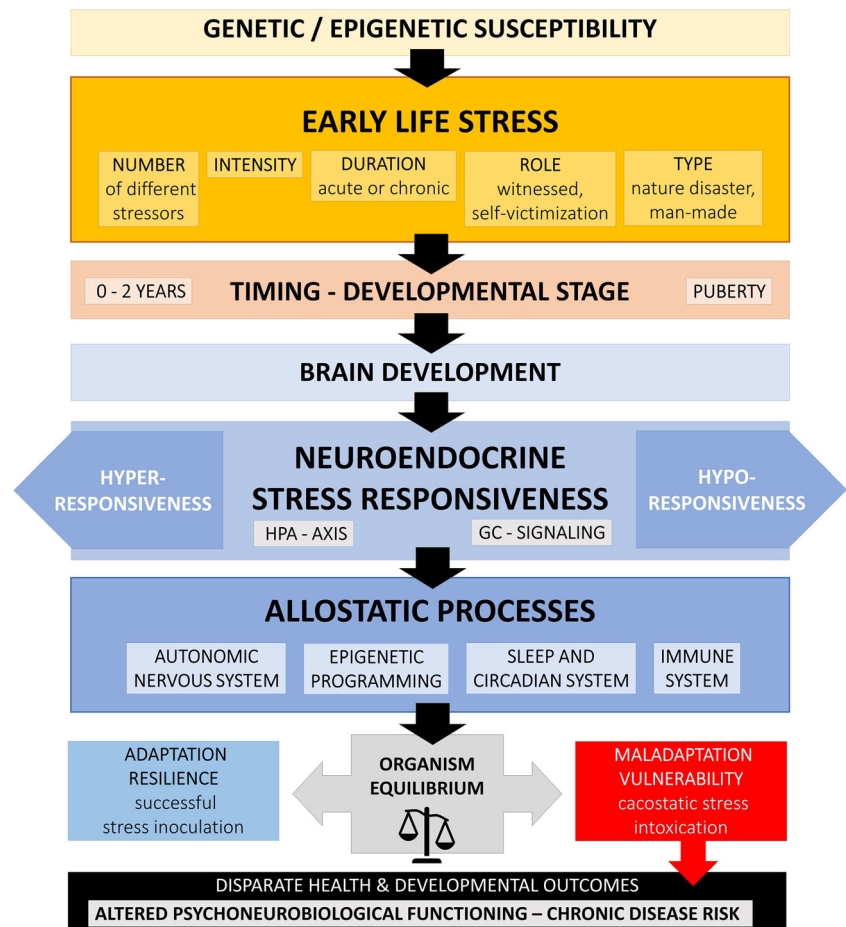 GENETIC / EPIGENETIC SUSCEPTIBILITY
EARLY LIFE STRESS
NUMBER
of different
stressors
INTENSITY
DURATION
acute or chronic
ROLE
witnessed,
self-victimization
TYPE
nature disaster,
man-made
0 - 2 YEARS
TIMING - DEVELOPMENTAL STAGE
PUBERTY
BRAIN DEVELOPMENT
HYPER-
RESPONSIVENESS
NEUROENDOCRINE
STRESS RESPONSIVENESS
HPA - AXIS
GC - SIGNALING
HYPO-
RESPONSIVENESS
ALLOSTATIC PROCESSES
AUTONOMIC
NERVOUS SYSTEM
EPIGENETIC
PROGRAMMING
SLEEP AND
CIRCADIAN SYSTEM
IMMUNE
SYSTEM
ADAPTATION
RESILIENCE
successful
stress inoculation
ORGANISM
EQUILIBRIUM
MALADAPTATION
VULNERABILITY
cacostatic stress
intoxication
DISPARATE HEALTH & DEVELOPMENTAL OUTCOMES
ALTERED PSYCHONEUROBIOLOGICAL FUNCTIONING – CHRONIC DISEASE RISK